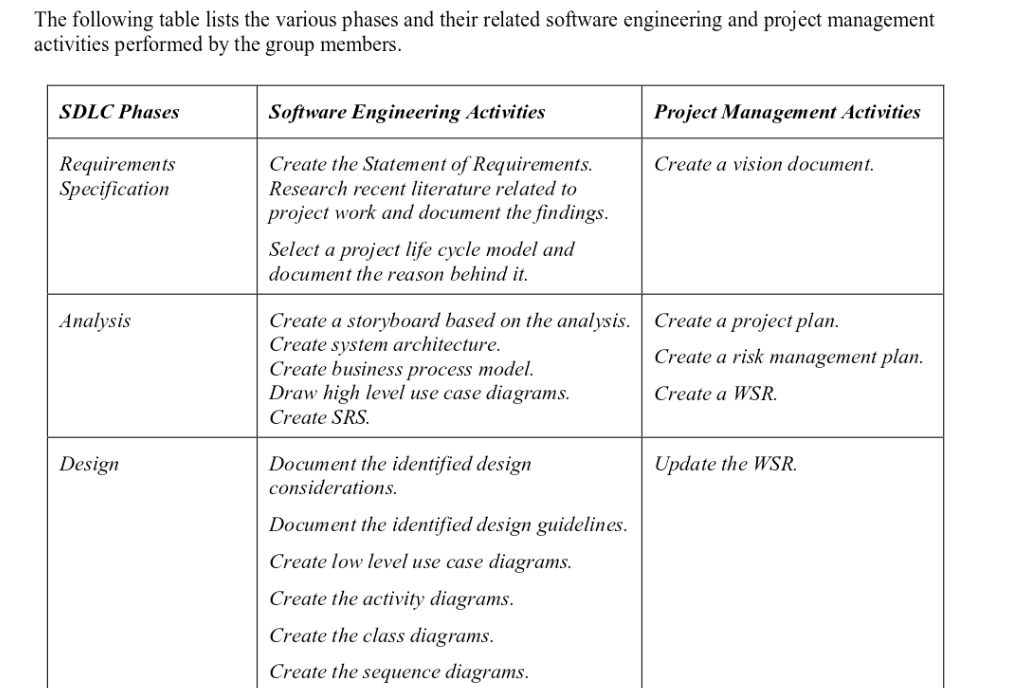 The following table lists the various phases and their related software engineering and project management
activities performed by the group members.
SDLC Phases
Software Engineering Activities
Project Management Activities
Requirements
Specification
Create the Statement of Requirements.
Research recent literature related to
project work and document the findings.
Select a project life cycle model and
document the reason behind it.
Create a vision document.
Analysis
Create a storyboard based on the analysis.
Create system architecture.
Create business process model.
Draw high level use case diagrams.
Create SRS.
Create a project plan.
Create a risk management plan.
Create a WSR.
Design
Document the identified design
considerations.
Document the identified design guidelines.
Create low level use case diagrams.
Create the activity diagrams.
Create the class diagrams.
Create the sequence diagrams.
Update the WSR.